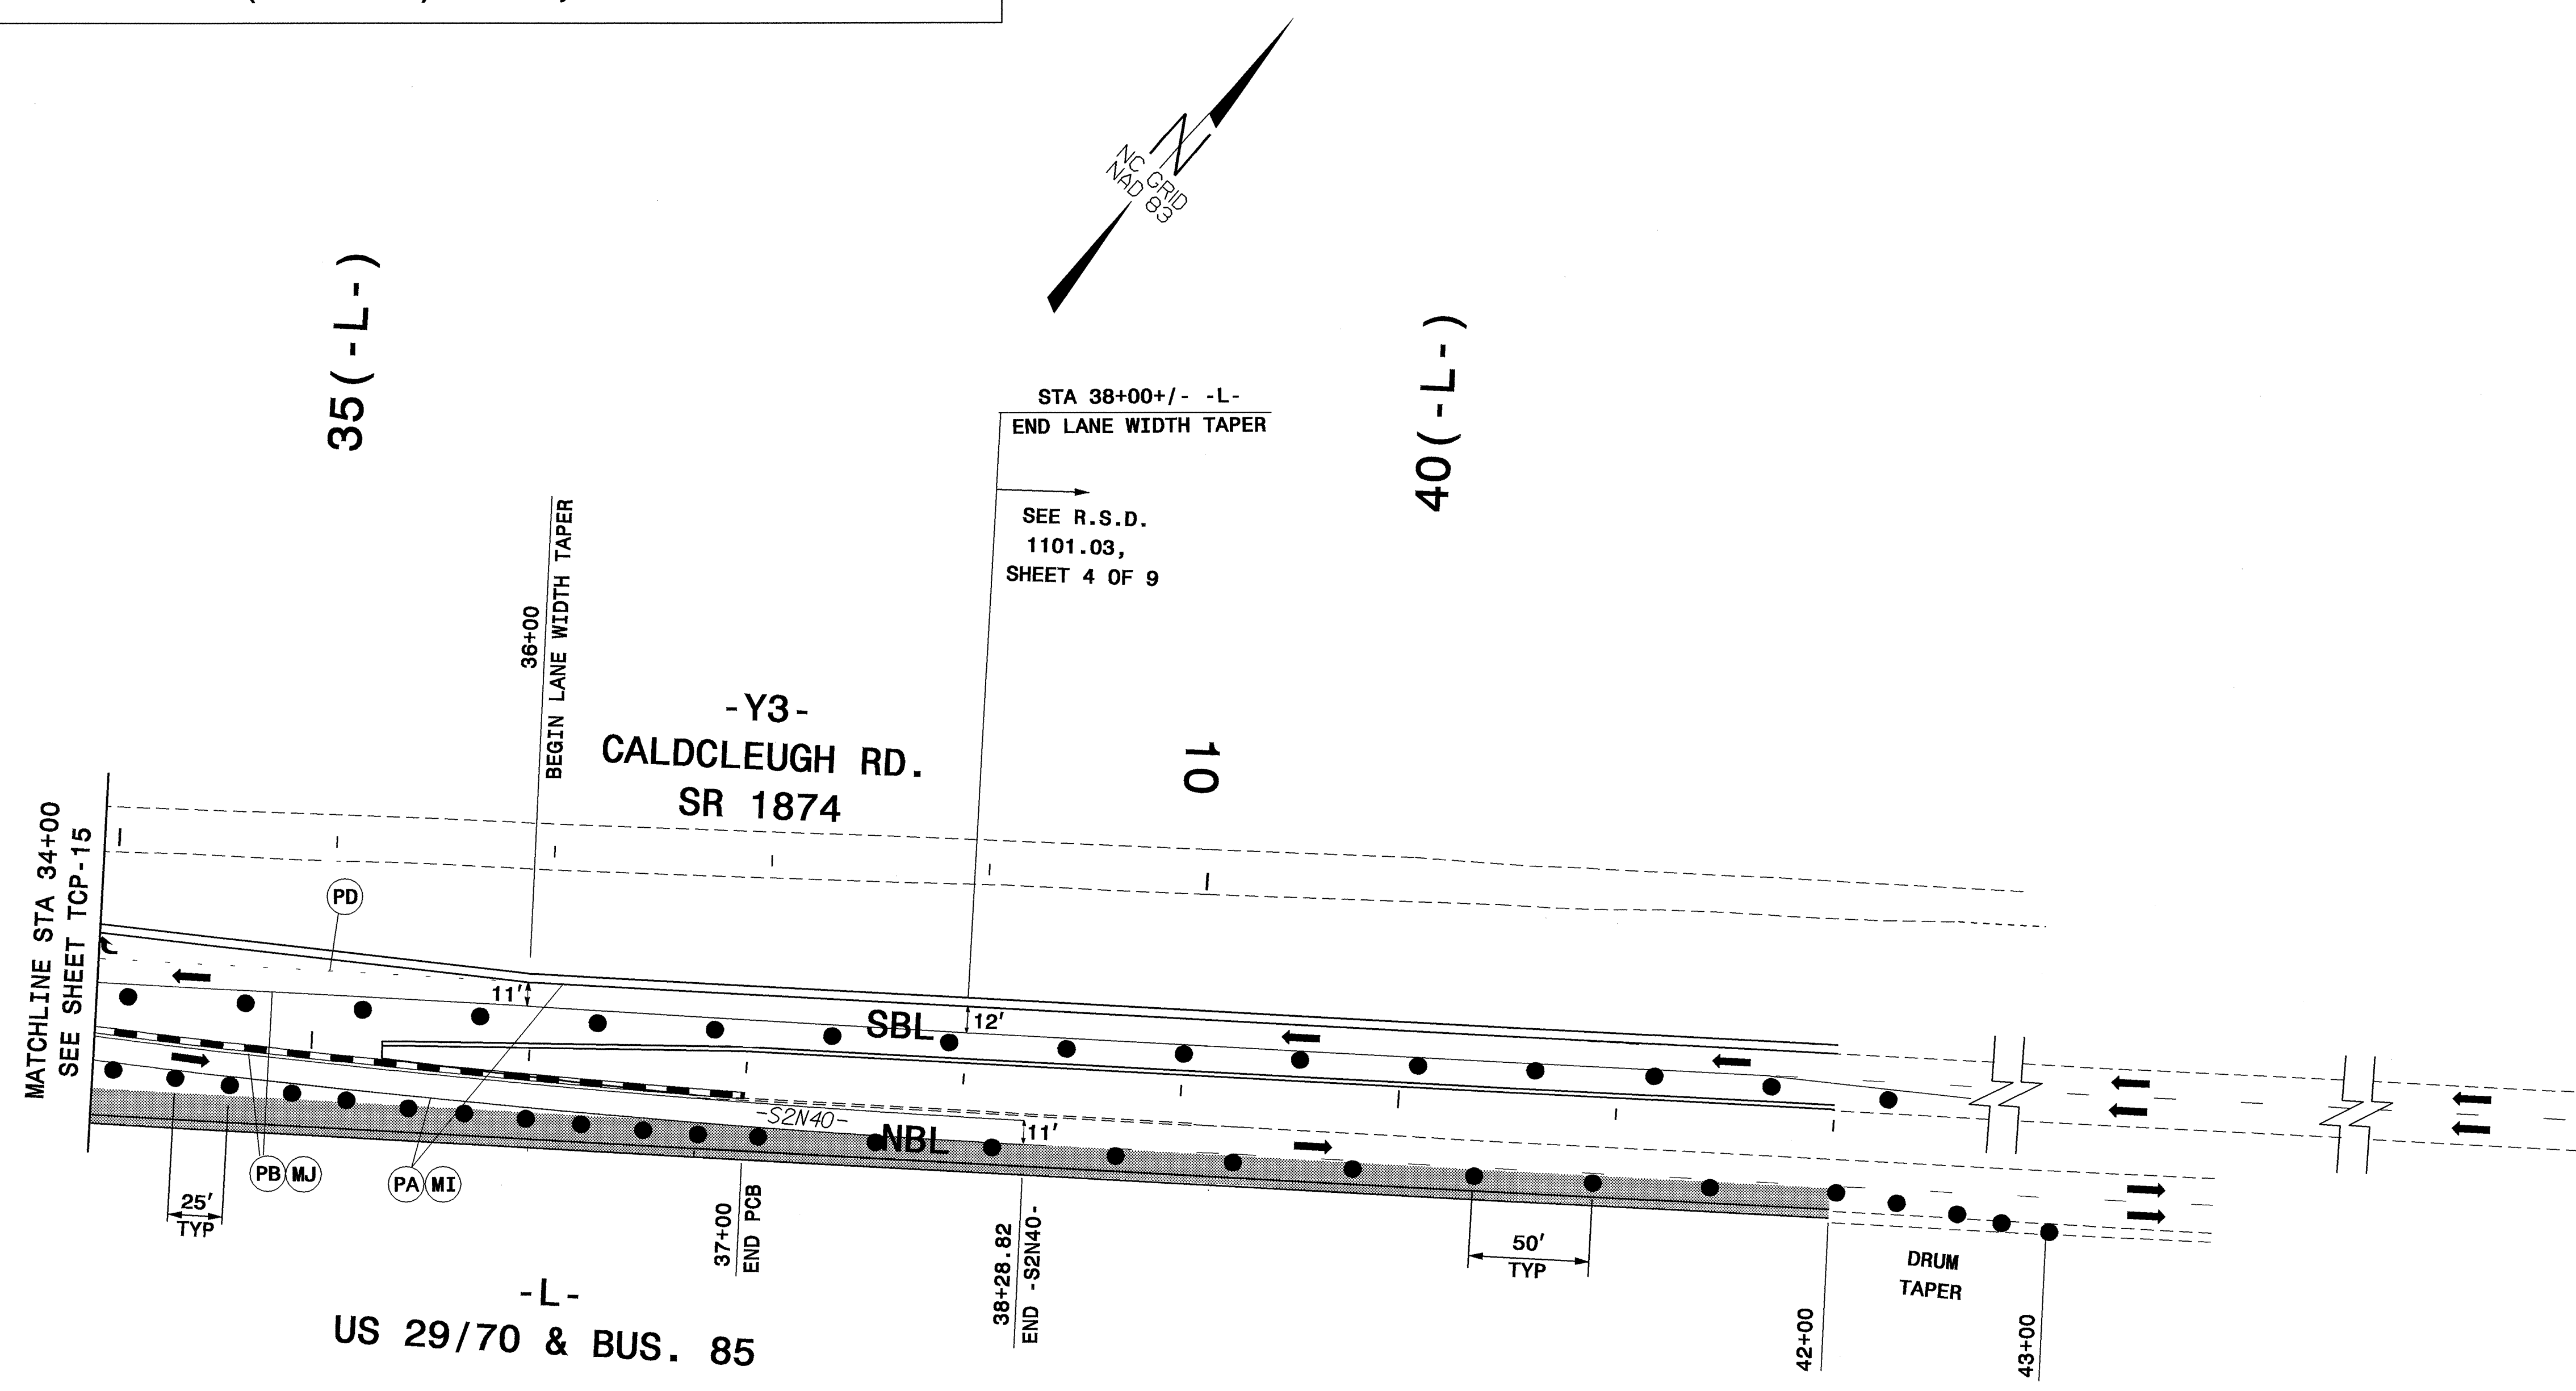 N
NC GRID
NAD 83
35(-L-)
40(-L-)
STA 38+00+/- -L-
END LANE WIDTH TAPER
SEE R.S.D.
1101.03,
SHEET 4 OF 9
36+00
BEGIN LANE WIDTH TAPER
-Y3-
CALDCLEUGH RD.
SR 1874
10
MATCHLINE STA 34+00
SEE SHEET TCP-15
PD
11'
SBL
12'
-S2N40-
NBL
11'
PB
MJ
PA
MI
25'
TYP
37+00
END PCB
38+28.82
END -S2N40-
50'
TYP
DRUM
TAPER
42+00
43+00
-L-
US 29/70 & BUS. 85